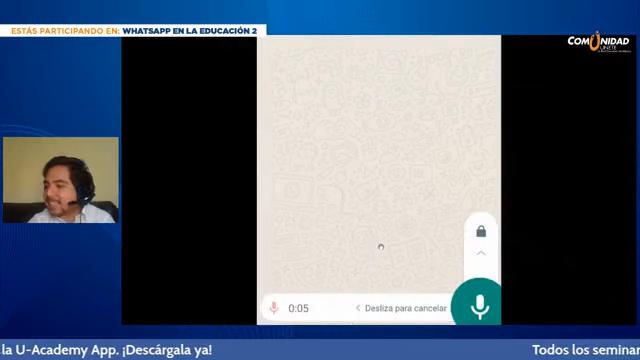 ESTÁS PARTICIPANDO EN: WHATSAPP EN LA EDUCACIÓN 2
COMUNIDAD
UNETE
0:05
Desliza para cancelar
la U-Academy App. ¡Descárgala ya!
Todos los seminar